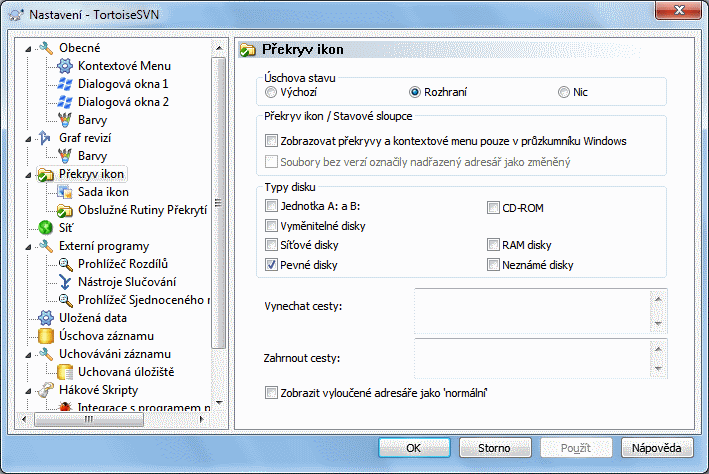 Nastavení - TortoiseSVN
Obecné
Kontextové Menu
Dialogová okna 1
Dialogová okna 2
Barvy
Graf revizí
Barvy
Překryv ikon
Sada ikon
Obslužné Rutiny Překrytí
Síť
Externí programy
Prohlížeč Rozdílů
Nástroje Slučování
Prohlížeč Sjednoceného r
Uložená data
Úschova záznamu
Uchováváni záznamu
Uchovaná úložiště
Hákové Skripty
Integrace s programem p
Překryv ikon
Úschova stavu
Výchozí
Rozhraní
Nic
Překryv ikon / Stavové sloupce
Zobrazovat překryvy a kontextové menu pouze v průzkumníku Windows
Soubory bez verzí označily nadřazený adresář jako změněný
Typy disku
Jednotka A: a B:
CD-ROM
Vyměnitelné disky
Síťové disky
RAM disky
Pevné disky
Neznámé disky
Vynechat cesty:
Zahrnout cesty:
Zobrazit vyloučené adresáře jako 'normální'
OK
Storno
Použít
Nápověda